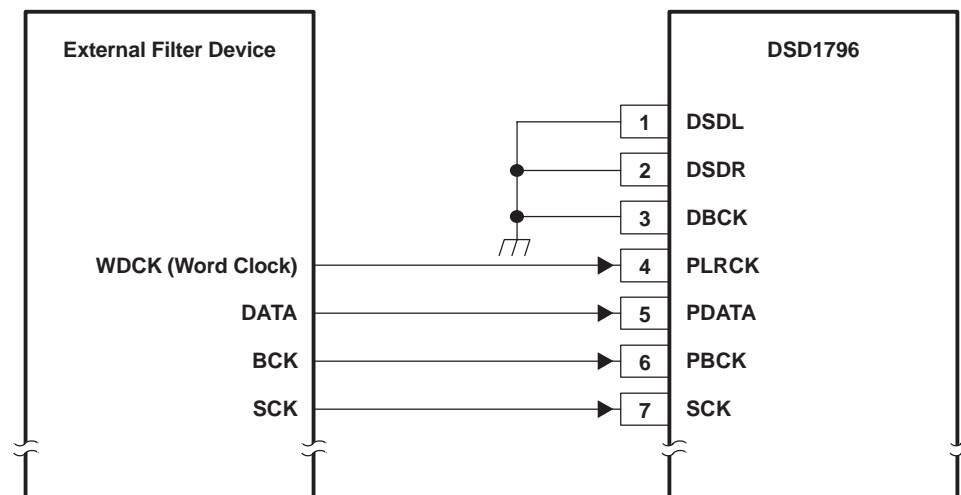 External Filter Device
DSD1796
1 DSDL
2 DSDR
3 DBCK
WDCK (Word Clock) 4 PLRCK
DATA 5 PDATA
BCK 6 PBCK
SCK 7 SCK